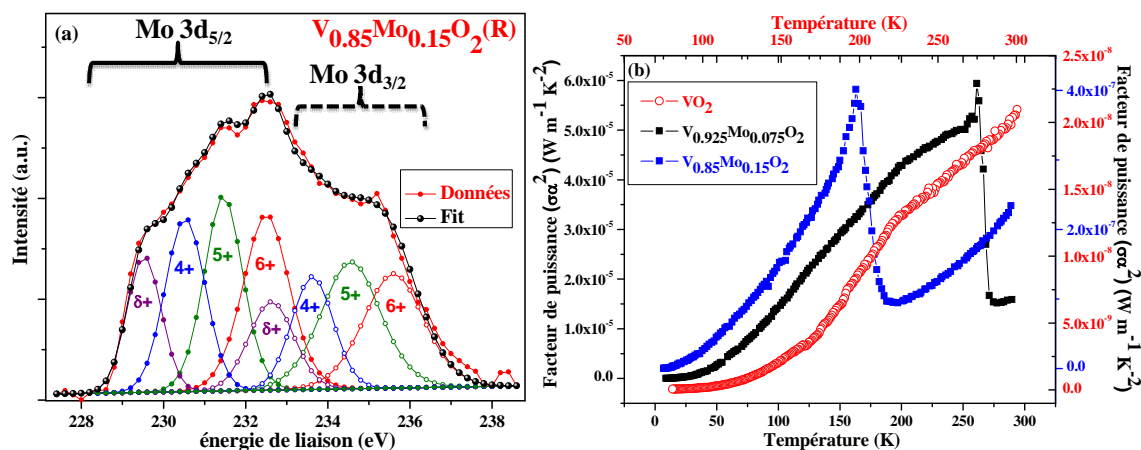 (a)
Mo 3d5/2
V0.85Mo0.15O2(R)
Mo 3d3/2
Données
Fit
δ+
4+
5+
6+
δ+
4+
5+
6+
Intensité (a.u.)
228 230 232 234 236 238
énergie de liaison (eV)
Température (K)
50 75 100 125 150 175 200 225 250 275 300
(b)
VO2
V0.925Mo0.075O2
V0.85Mo0.15O2
6.0x10-5
5.0x10-5
4.0x10-5
3.0x10-5
2.0x10-5
1.0x10-5
0.0
Facteur de puissance (σα2) (W m-1 K-2)
2.5x10-8
4.0x10-7
2.0x10-8
1.5x10-8
2.0x10-7
1.0x10-8
5.0x10-9
0.0
0.0
Facteur de puissance (σα2) (W m-1 K-2)
0 50 100 150 200 250 300
Température (K)